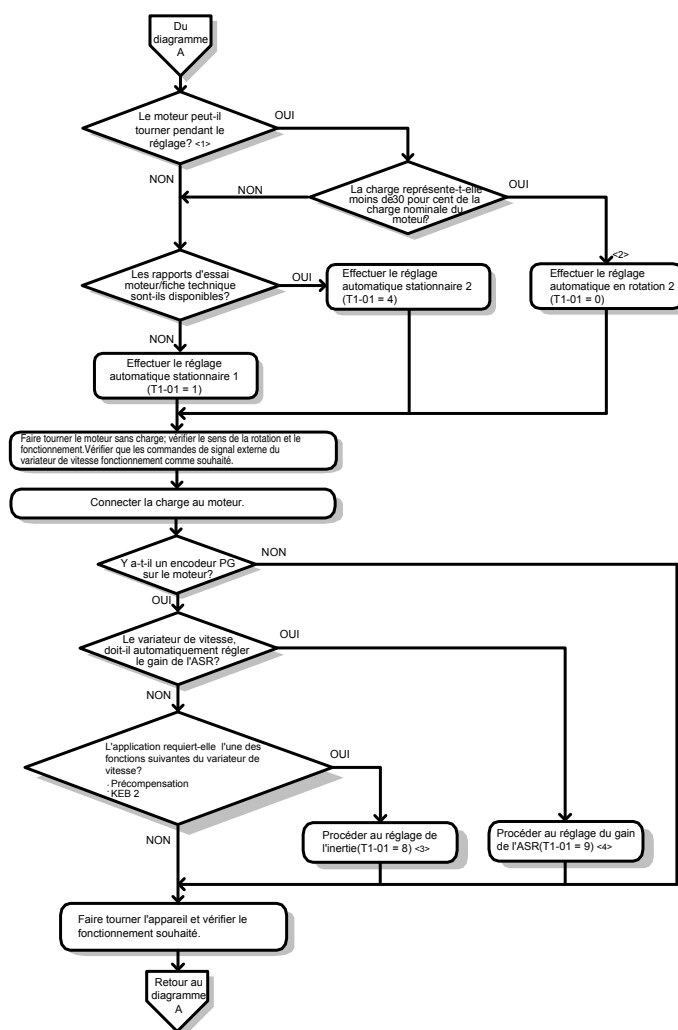 Du
diagramme
A
Le moteur peut-il
tourner pendant le
réglage? <1>
OUI
NON
La charge représente-t-elle
moins de30 pour cent de la
charge nominale du
moteur?
NON
OUI
Les rapports d'essai
moteur/fiche technique
sont-ils disponibles?
OUI
NON
Effectuer le réglage
automatique stationnaire 2
(T1-01 = 4)
<2>
Effectuer le réglage
automatique en rotation 2
(T1-01 = 0)
Effectuer le réglage
automatique stationnaire 1
(T1-01 = 1)
Faire tourner le moteur sans charge; vérifier le sens de la rotation et le
fonctionnement.Vérifier que les commandes de signal externe du
variateur de vitesse fonctionnement comme souhaité.
Connecter la charge au moteur.
Y a-t-il un encodeur PG
sur le moteur?
NON
OUI
Le variateur de vitesse,
doit-il automatiquement régler
le gain de l'ASR?
OUI
NON
L'application requiert-elle l'une des
fonctions suivantes du variateur de
vitesse?
· Précompensation
· KEB 2
OUI
NON
Procéder au réglage de
l'inertie(T1-01 = 8) <3>
Procéder au réglage du gain
de l'ASR(T1-01 = 9) <4>
Faire tourner l'appareil et vérifier le
fonctionnement souhaité.
Retour au
diagramme
A